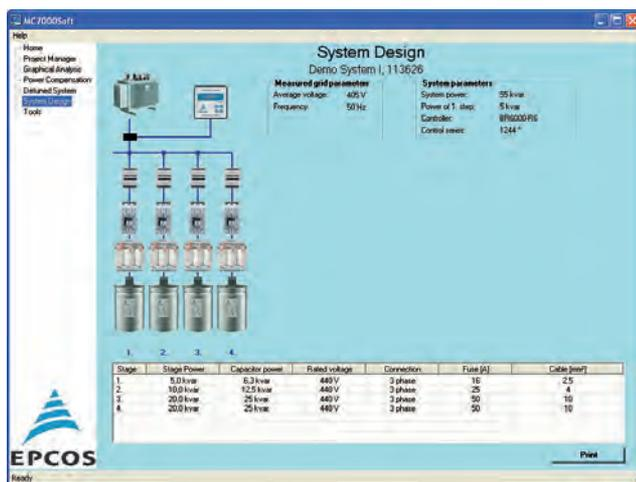 MC7000Soft
Help
Home
Project Manager
Graphical Analysis
Power Compensation
Detuned System
System Design
Tools
System Design
Demo System I, 113626
Measured grid parameters
Average voltage: 405 V
Frequency: 50 Hz
System parameters
System power: 55 kvar
Power of 1. step: 5 kvar
Controller: BR6000-R6
Control series: 1244 *
1. 2. 3. 4.
Stage Stage Power Capacitor power Rated voltage Connection Fuse [A] Cable [mm²]
1. 5,0 kvar 6,3 kvar 440 V 3 phase 16 2.5
2. 10,0 kvar 12,5 kvar 440 V 3 phase 25 4
3. 20,0 kvar 25 kvar 440 V 3 phase 50 10
4. 20,0 kvar 25 kvar 440 V 3 phase 50 10
EPCOS
Print
Ready